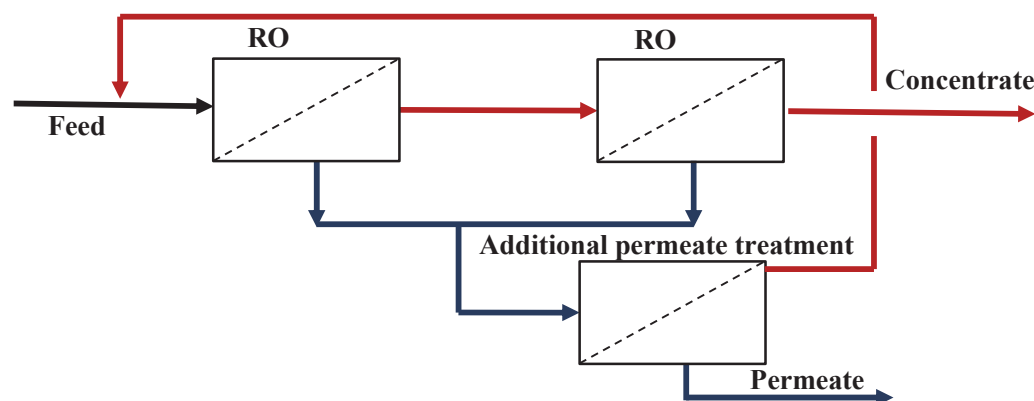 RO
RO
Concentrate
Feed
Additional permeate treatment
Permeate